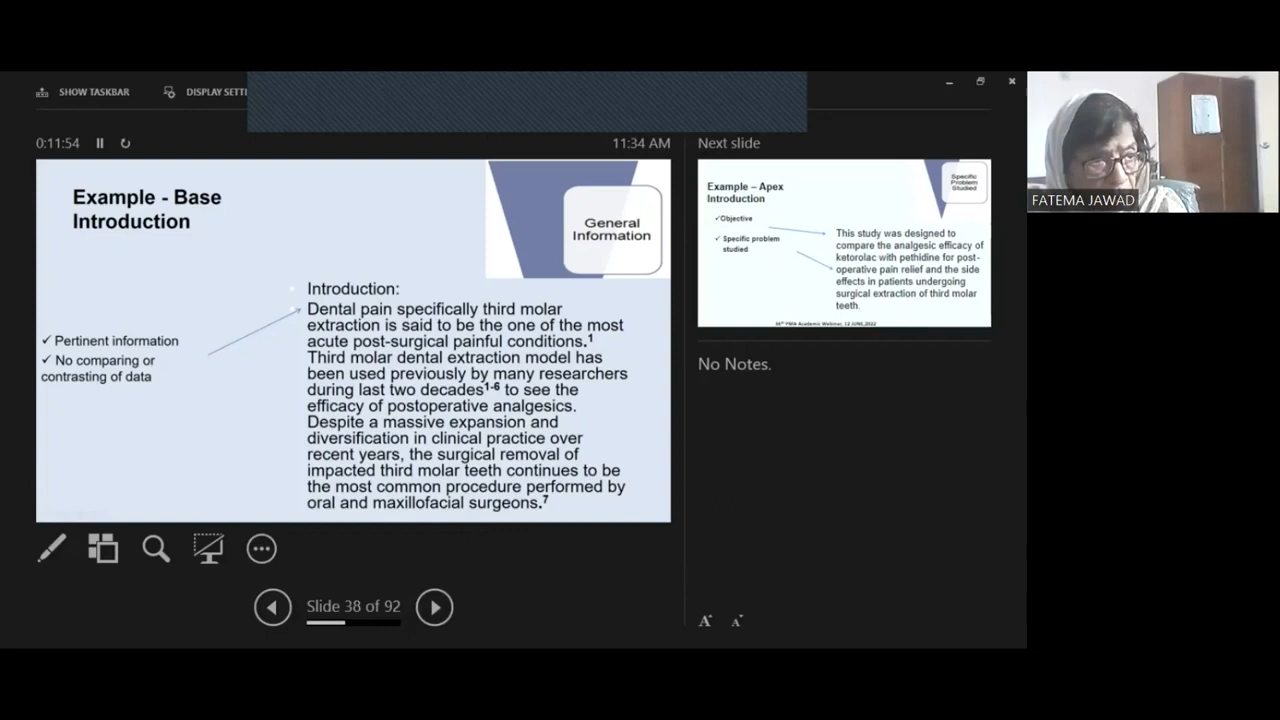 SHOW TASKBAR
DISPLAY SETTI
0:11:54
11:34 AM
Example - Base
Introduction
General
Information
Introduction:
Dental pain specifically third molar
extraction is said to be the one of the most
acute post-surgical painful conditions.1
Third molar dental extraction model has
been used previously by many researchers
during last two decades1-6 to see the
efficacy of postoperative analgesics.
Despite a massive expansion and
diversification in clinical practice over
recent years, the surgical removal of
impacted third molar teeth continues to be
the most common procedure performed by
oral and maxillofacial surgeons.7
✓ Pertinent information
✓ No comparing or
contrasting of data
Slide 38 of 92
Next slide
Example – Apex
Introduction
Specific
Problem
Studied
✓Objective
✓ Specific problem
studied
This study was designed to
compare the analgesic efficacy of
ketorolac with pethidine for post-
operative pain relief and the side
effects in patients undergoing
surgical extraction of third molar
teeth.
36TH PMA Academic Webinar, 12 JUNE,2022
No Notes.
A
A
FATEMA JAWAD